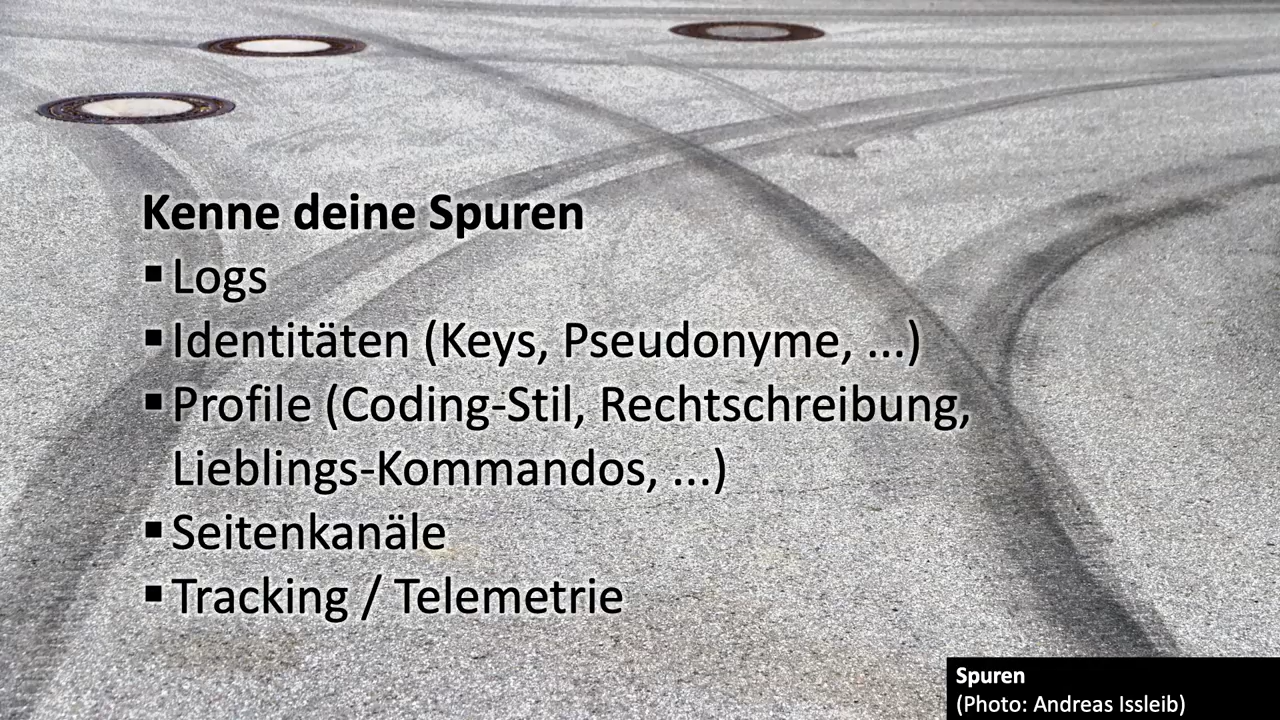 Kenne deine Spuren
▪ Logs
▪ Identitäten (Keys, Pseudonyme, ...)
▪ Profile (Coding-Stil, Rechtschreibung,
Lieblings-Kommandos, ...)
▪ Seitenkanäle
▪ Tracking / Telemetrie
Spuren
(Photo: Andreas Issleib)